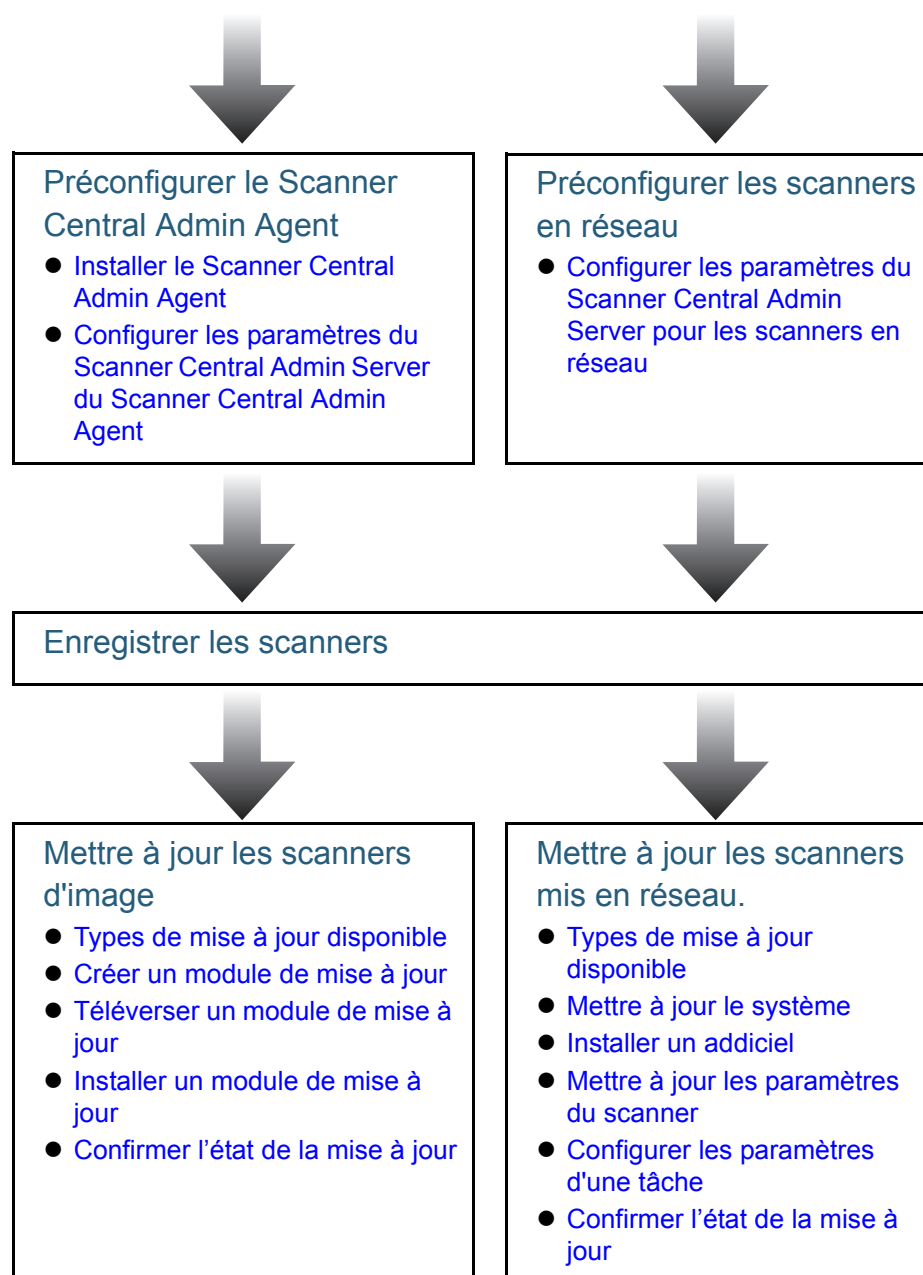 Préconfigurer le Scanner
Central Admin Agent
● Installer le Scanner Central
Admin Agent
● Configurer les paramètres du
Scanner Central Admin Server
du Scanner Central Admin
Agent
Préconfigurer les scanners
en réseau
● Configurer les paramètres du
Scanner Central Admin
Server pour les scanners en
réseau
Enregistrer les scanners
Mettre à jour les scanners
d'image
● Types de mise à jour disponible
● Créer un module de mise à jour
● Téléverser un module de mise à
jour
● Installer un module de mise à
jour
● Confirmer l’état de la mise à jour
Mettre à jour les scanners
mis en réseau.
● Types de mise à jour
disponible
● Mettre à jour le système
● Installer un addiciel
● Mettre à jour les paramètres
du scanner
● Configurer les paramètres
d'une tâche
● Confirmer l’état de la mise à
jour